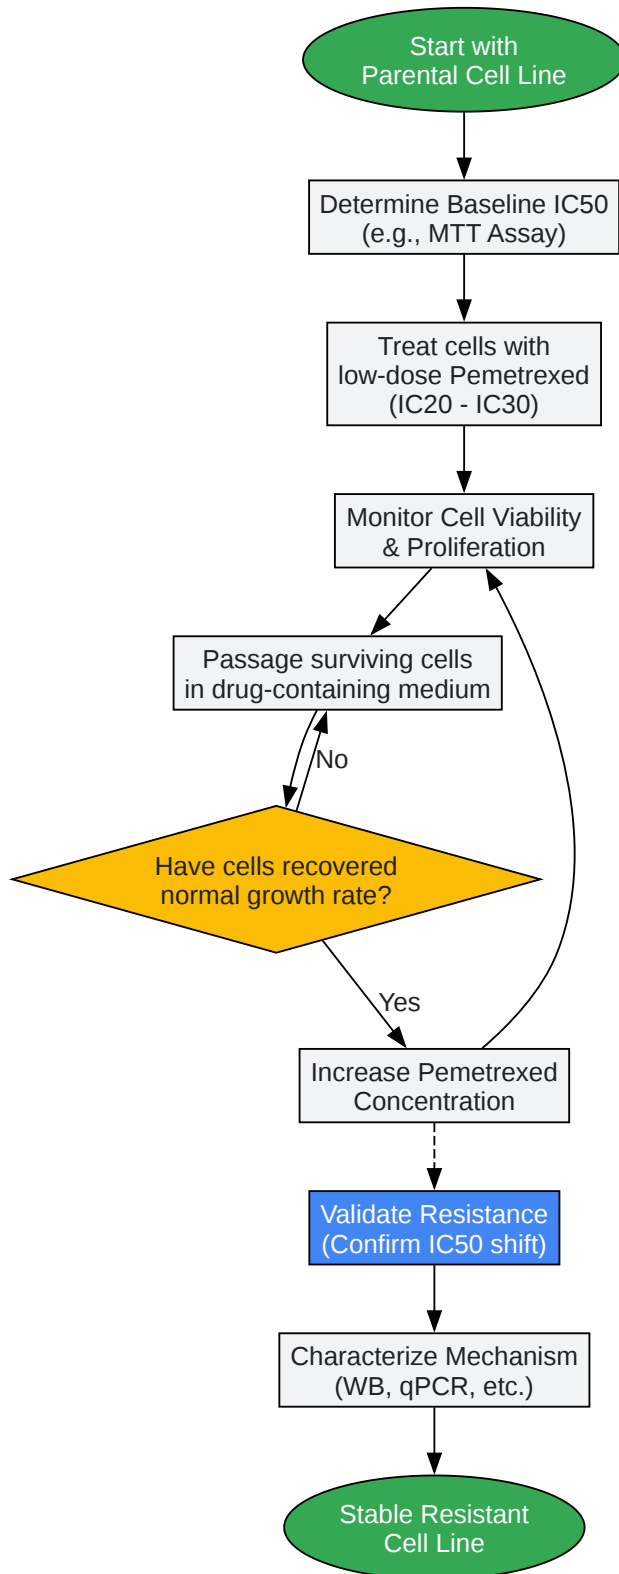 Start with
Parental Cell Line
Determine Baseline IC50
(e.g., MTT Assay)
Treat cells with
low-dose Pemetrexed
(IC20 - IC30)
Monitor Cell Viability
& Proliferation
Passage surviving cells
in drug-containing medium
No
Have cells recovered
normal growth rate?
Yes
Increase Pemetrexed
Concentration
Validate Resistance
(Confirm IC50 shift)
Characterize Mechanism
(WB, qPCR, etc.)
Stable Resistant
Cell Line